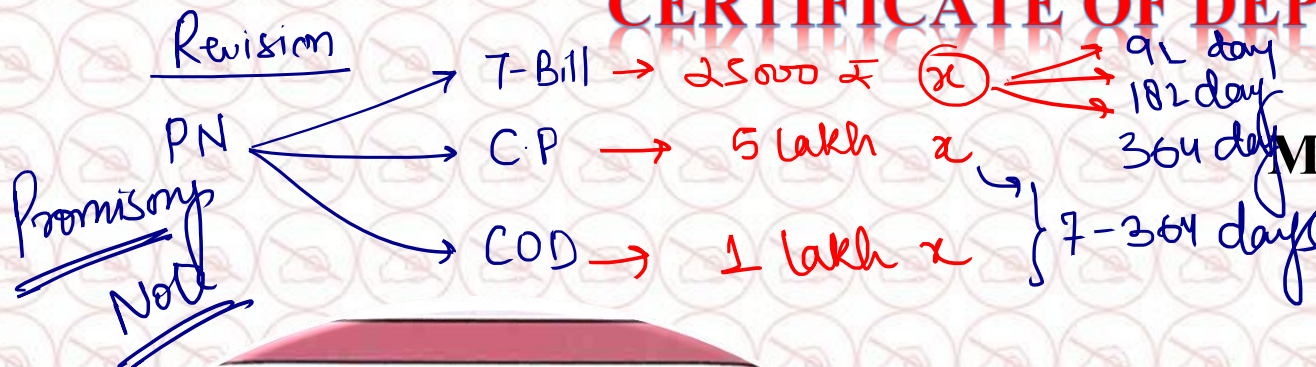 CERTIFICATE OF DEP
Revision
T-Bill → 25000 ₹ x
91 day
182 day
364 day
M
PN
C.P → 5 Lakh x
Promisory
Note
COD → 1 lakh x
7-364 days